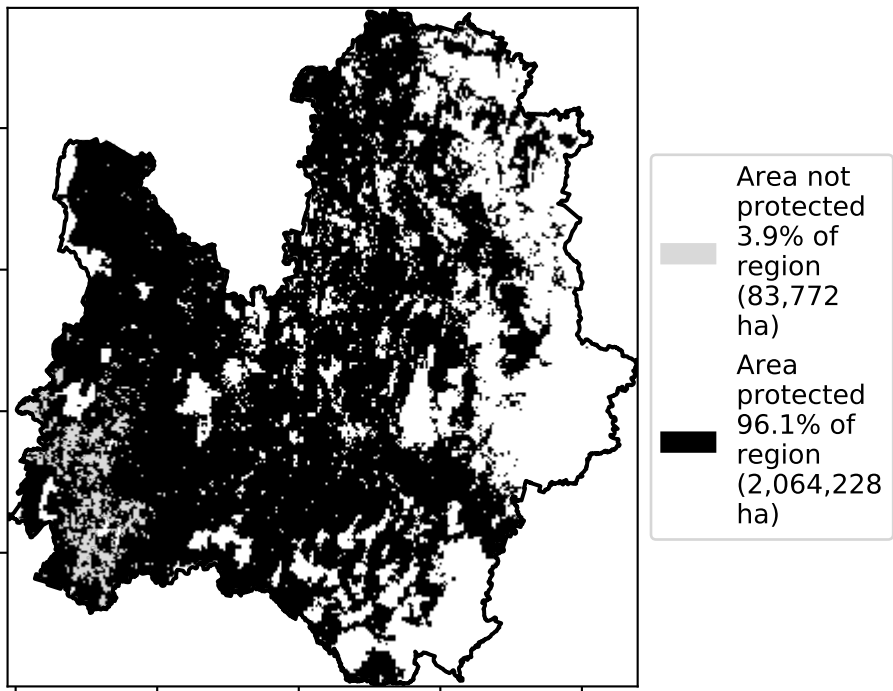 Area not
protected
3.9% of
region
(83,772
ha)
Area
protected
96.1% of
region
(2,064,228
ha)